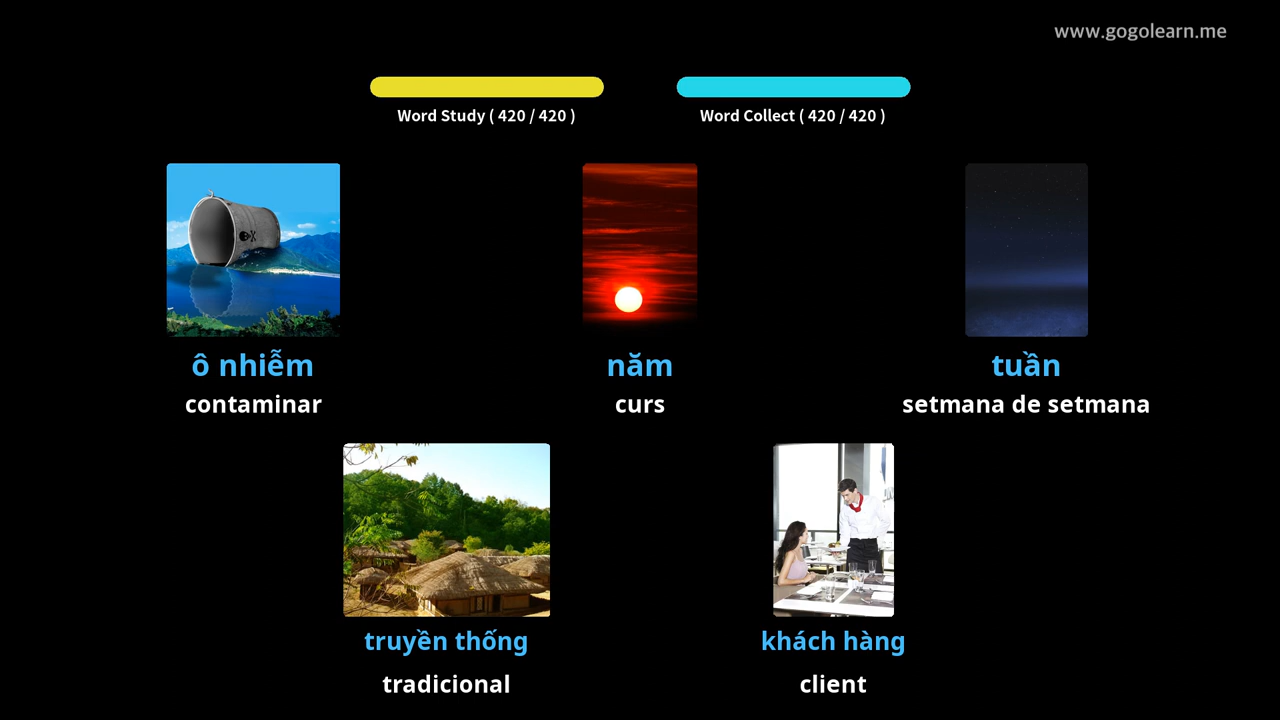 www.gogolearn.me
Word Study ( 420 / 420 )
Word Collect ( 420 / 420 )
ô nhiễm
contaminar
năm
curs
tuần
setmana de setmana
truyền thống
tradicional
khách hàng
client